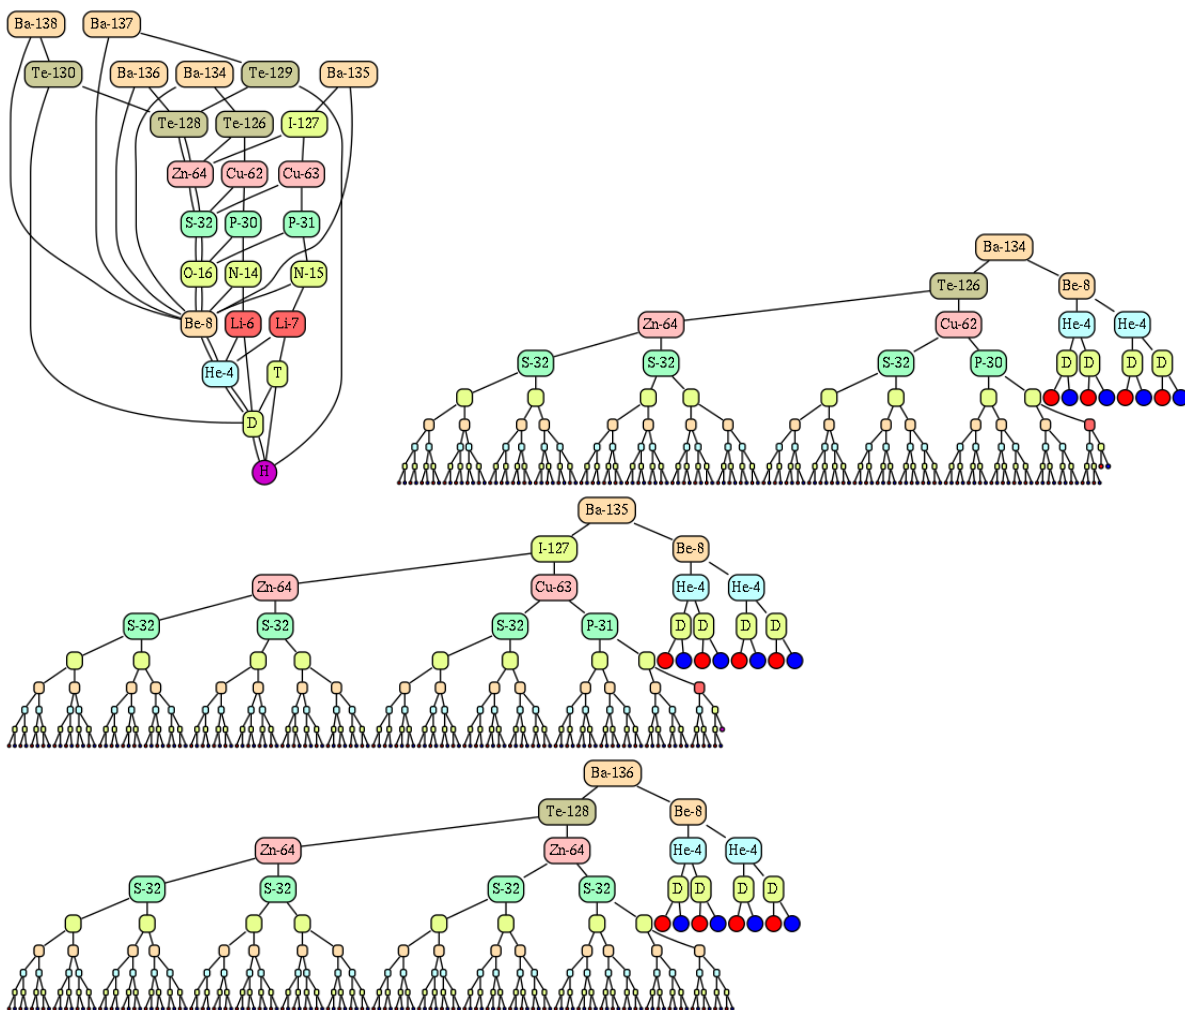 Ba-138 Ba-137
Te-130 Ba-136 Ba-134 Te-129 Ba-135
Te-128 Te-126 I-127
Zn-64 Cu-62 Cu-63
S-32 P-30 P-31
O-16 N-14 N-15
Be-8 Li-6 Li-7
He-4 T
D
H
Ba-134
Te-126 Be-8
Zn-64 Cu-62 He-4 He-4
S-32 S-32 S-32 P-30 D D D D
Ba-135
I-127 Be-8
Zn-64 Cu-63 He-4 He-4
S-32 S-32 S-32 P-31 D D D D
Ba-136
Te-128 Be-8
Zn-64 Zn-64 He-4 He-4
S-32 S-32 S-32 S-32 D D D D